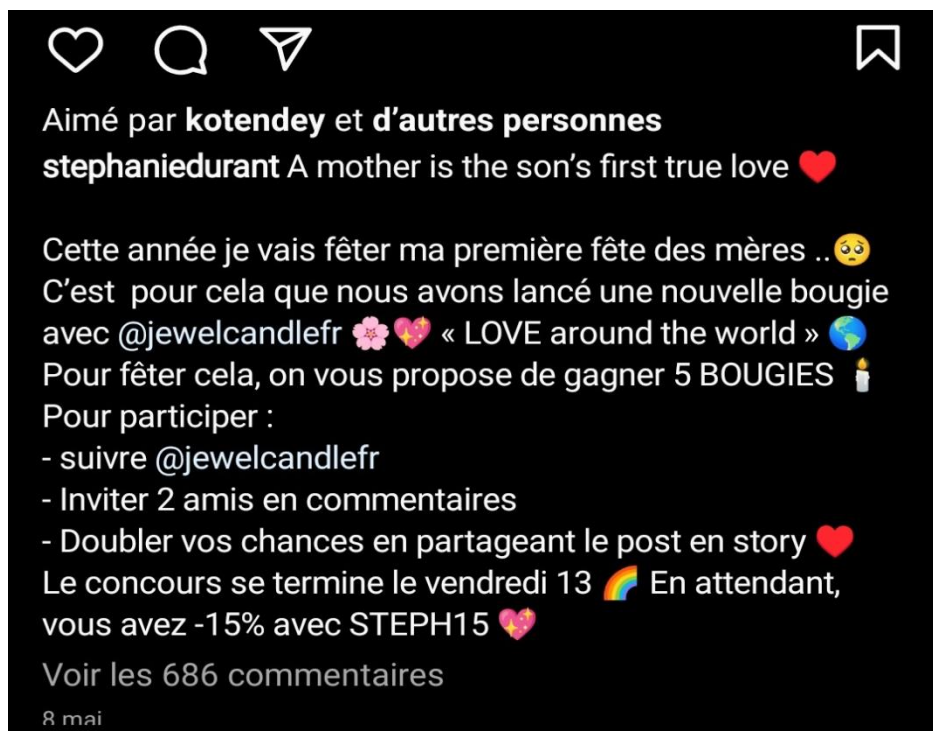 Aimé par kotendey et d’autres personnes
stephaniedurant A mother is the son’s first true love ❤️
Cette année je vais fêter ma première fête des mères ..🥺
C’est  pour cela que nous avons lancé une nouvelle bougie
avec @jewelcandlefr 🌸💖 « LOVE around the world » 🌎
Pour fêter cela, on vous propose de gagner 5 BOUGIES 🕯️
Pour participer :
- suivre @jewelcandlefr
- Inviter 2 amis en commentaires
- Doubler vos chances en partageant le post en story ❤️
Le concours se termine le vendredi 13 🌈 En attendant,
vous avez -15% avec STEPH15 💖
Voir les 686 commentaires
8 mai